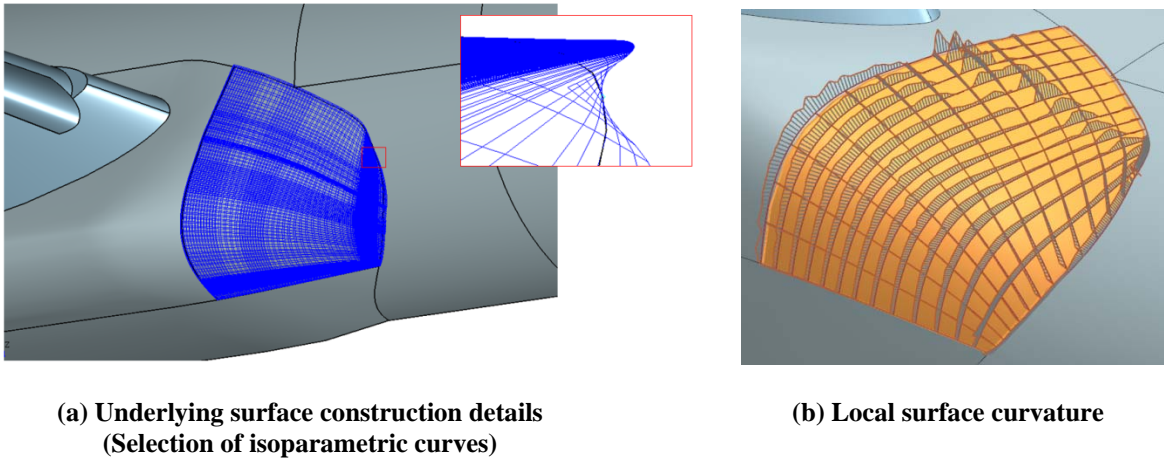 z
(a) Underlying surface construction details
(Selection of isoparametric curves)
(b) Local surface curvature